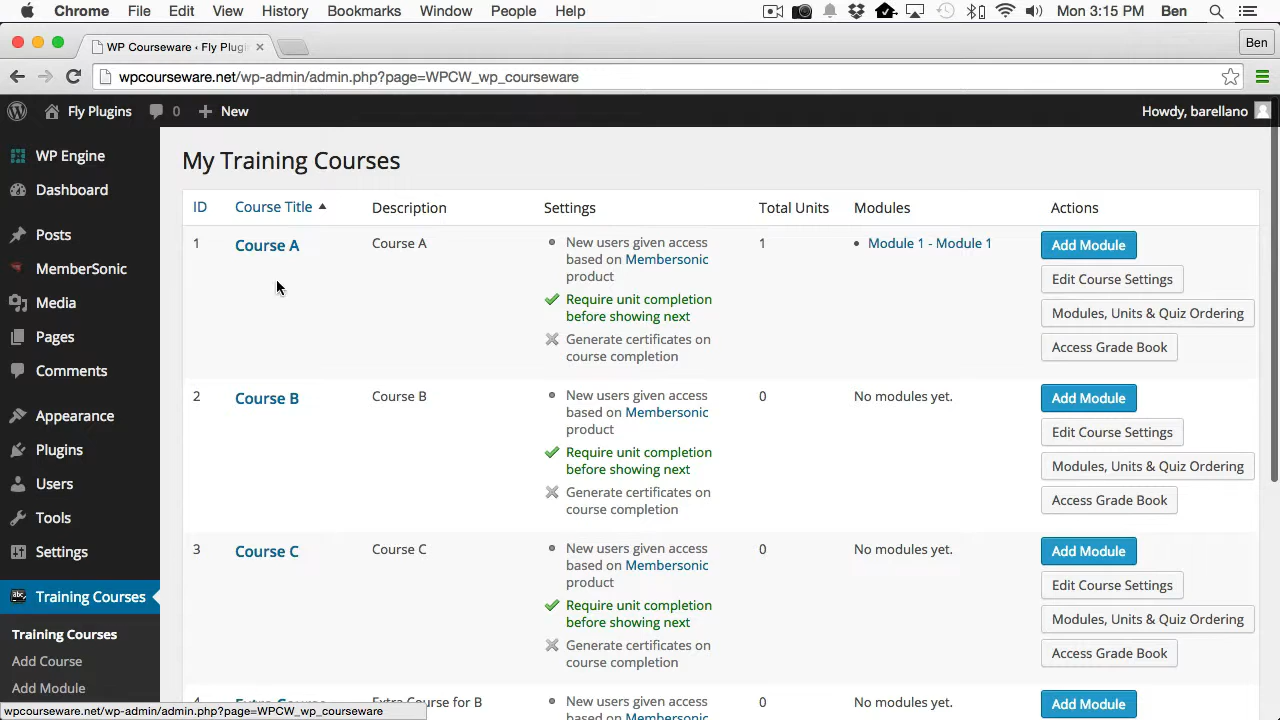 Chrome File Edit View History Bookmarks Window People Help Mon 3:15 PM Ben
WP Courseware ‹ Fly Plugi × Ben
wpcourseware.net/wp-admin/admin.php?page=WPCW_wp_courseware
Fly Plugins 0 + New Howdy, barellano
WP Engine
Dashboard
Posts
MemberSonic
Media
Pages
Comments
Appearance
Plugins
Users
Tools
Settings
abc
Training Courses
Training Courses
Add Course
Add Module
My Training Courses
ID Course Title Description Settings Total Units Modules Actions
1 Course A Course A
New users given access
based on Membersonic
product
Require unit completion
before showing next
Generate certificates on
course completion
1
• Module 1 - Module 1
Add Module
Edit Course Settings
Modules, Units & Quiz Ordering
Access Grade Book
2 Course B Course B
New users given access
based on Membersonic
product
Require unit completion
before showing next
Generate certificates on
course completion
0
No modules yet.
Add Module
Edit Course Settings
Modules, Units & Quiz Ordering
Access Grade Book
3 Course C Course C
New users given access
based on Membersonic
product
Require unit completion
before showing next
Generate certificates on
course completion
0
No modules yet.
Add Module
Edit Course Settings
Modules, Units & Quiz Ordering
Access Grade Book
4 Extra Course for B
New users given access
based on Membersonic
0
No modules yet.
Add Module
wpcourseware.net/wp-admin/admin.php?page=WPCW_wp_courseware